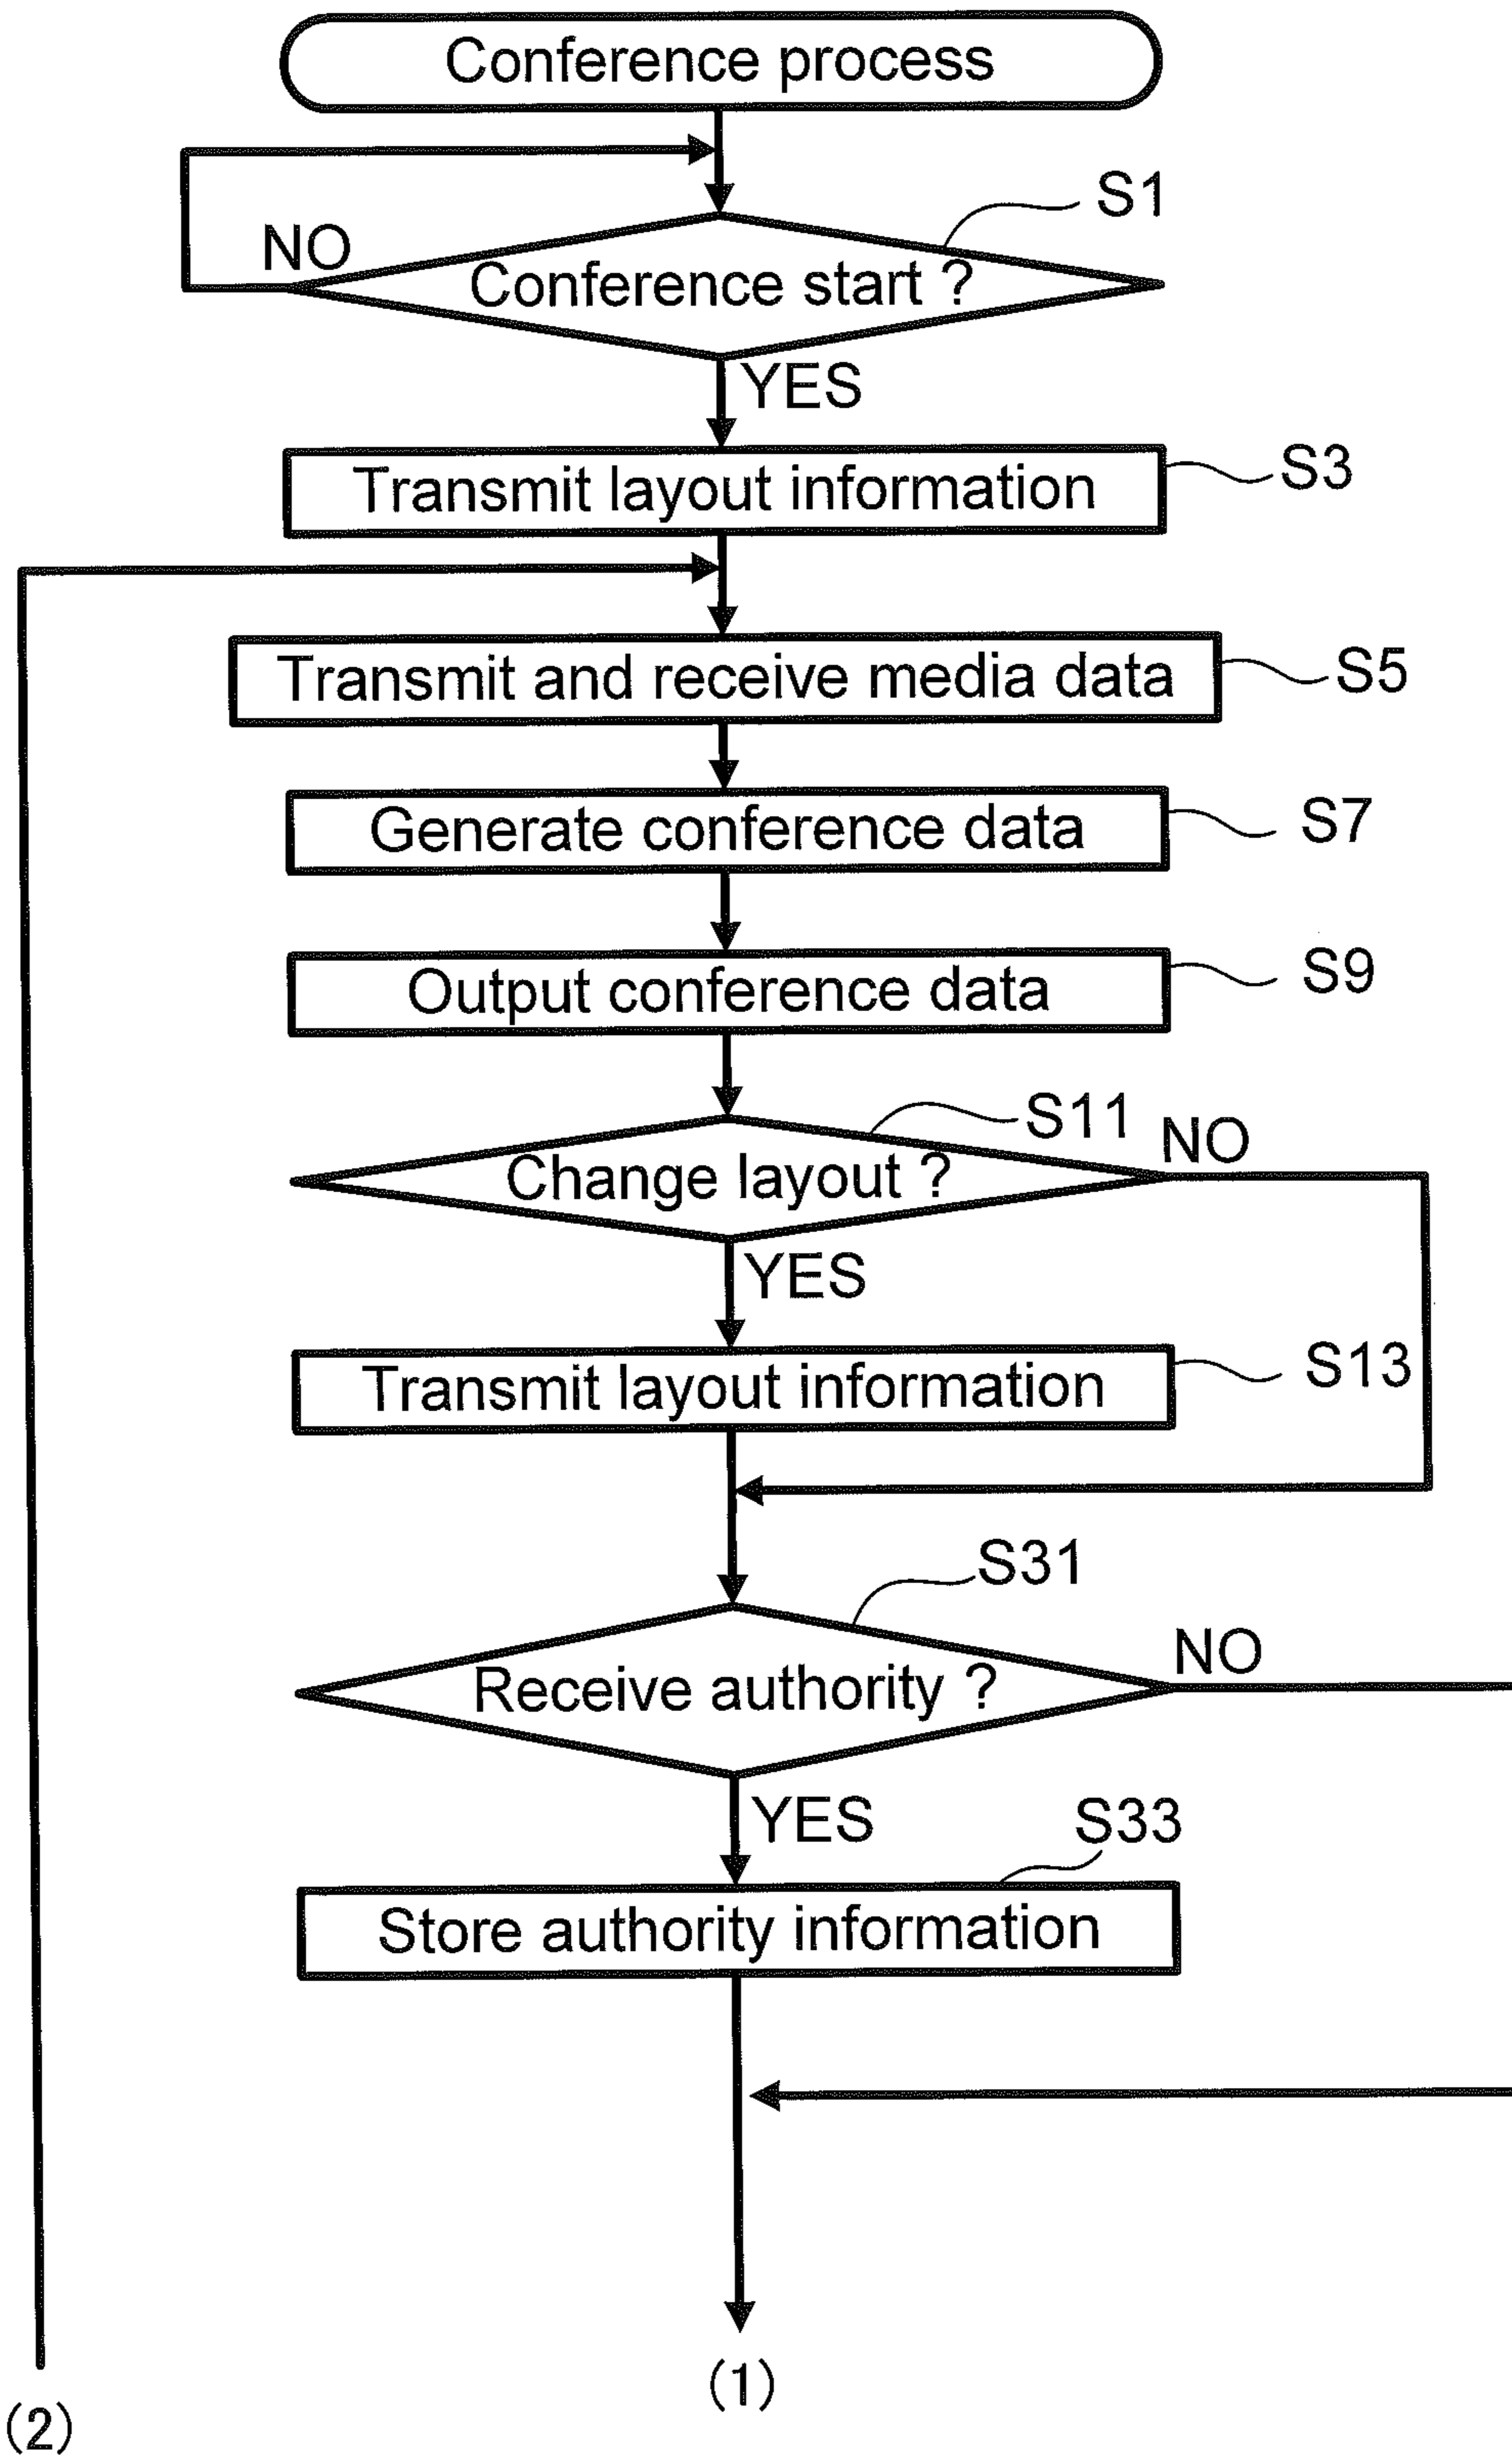 Conference process
S1
NO
Conference start ?
YES
Transmit layout information
S3
Transmit and receive media data
S5
Generate conference data
S7
Output conference data
S9
S11
NO
Change layout ?
YES
Transmit layout information
S13
S31
NO
Receive authority ?
YES
S33
Store authority information
(1)
(2)